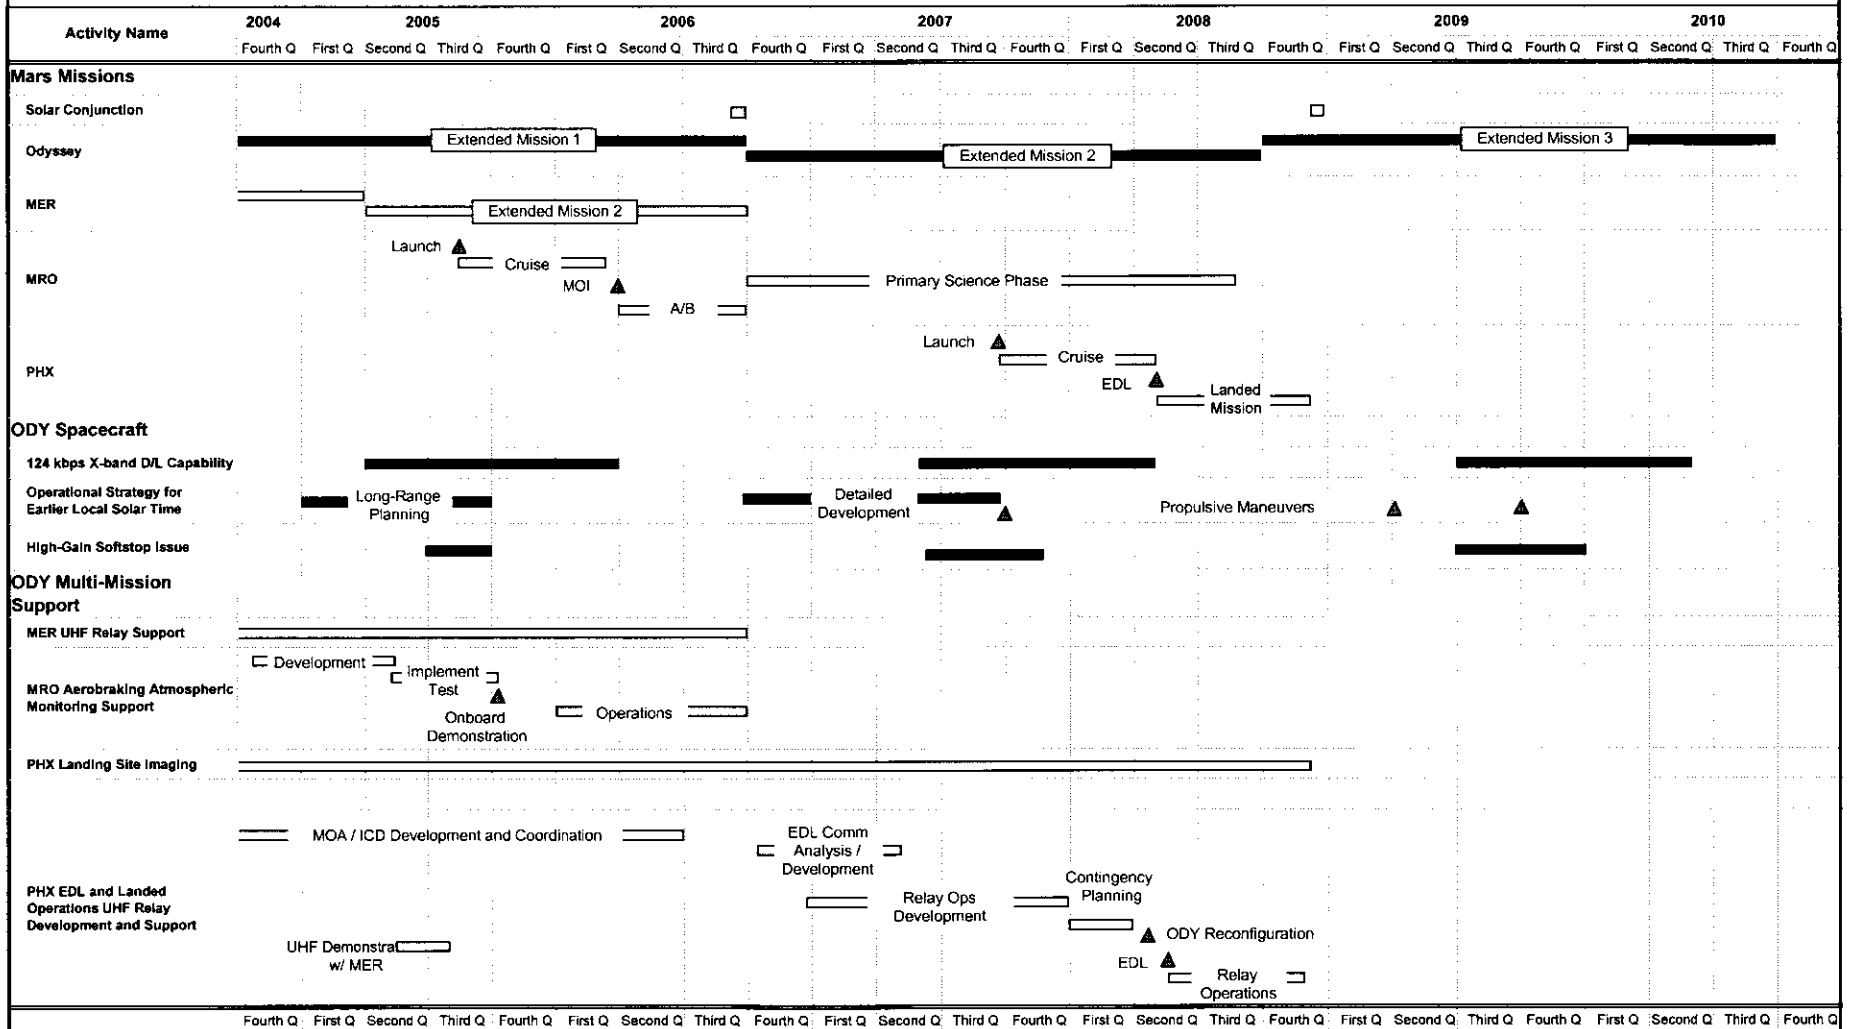 Activity Name
2004 2005 2006 2007 2008 2009 2010
Fourth Q First Q Second Q Third Q Fourth Q First Q Second Q Third Q Fourth Q First Q Second Q Third Q Fourth Q First Q Second Q Third Q Fourth Q First Q Second Q Third Q Fourth Q First Q Second Q Third Q Fourth Q
Mars Missions
Solar Conjunction
Odyssey
Extended Mission 1
Extended Mission 2
Extended Mission 3
MER
Extended Mission 2
MRO
Launch
Cruise
MOI
A/B
Primary Science Phase
PHX
Launch
Cruise
EDL
Landed
Mission
ODY Spacecraft
124 kbps X-band D/L Capability
Operational Strategy for
Earlier Local Solar Time
Long-Range
Planning
Detailed
Development
Propulsive Maneuvers
High-Gain Softstop Issue
ODY Multi-Mission
Support
MER UHF Relay Support
MRO Aerobraking Atmospheric
Monitoring Support
Development
Implement
Test
Onboard
Demonstration
Operations
PHX Landing Site Imaging
PHX EDL and Landed
Operations UHF Relay
Development and Support
MOA / ICD Development and Coordination
EDL Comm
Analysis /
Development
Relay Ops
Development
Contingency
Planning
UHF Demonstra
w/ MER
ODY Reconfiguration
EDL
Relay
Operations
Fourth Q First Q Second Q Third Q Fourth Q First Q Second Q Third Q Fourth Q First Q Second Q Third Q Fourth Q First Q Second Q Third Q Fourth Q First Q Second Q Third Q Fourth Q First Q Second Q Third Q Fourth Q